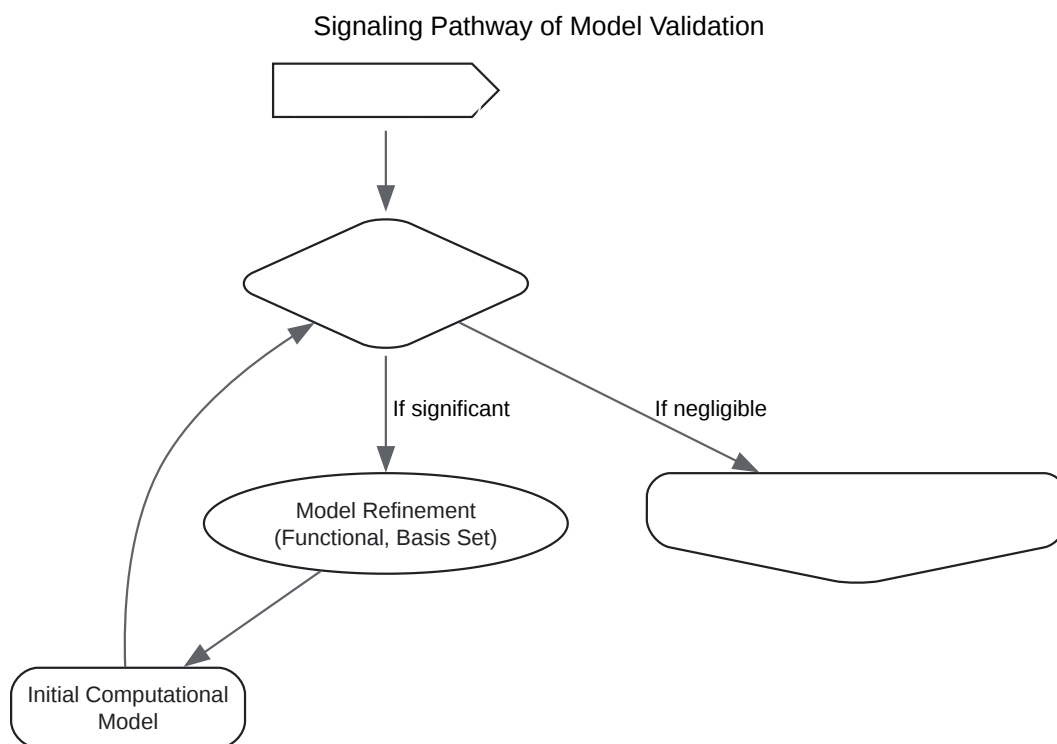 Signaling Pathway of Model Validation
If significant
If negligible
Model Refinement
(Functional, Basis Set)
Initial Computational
Model